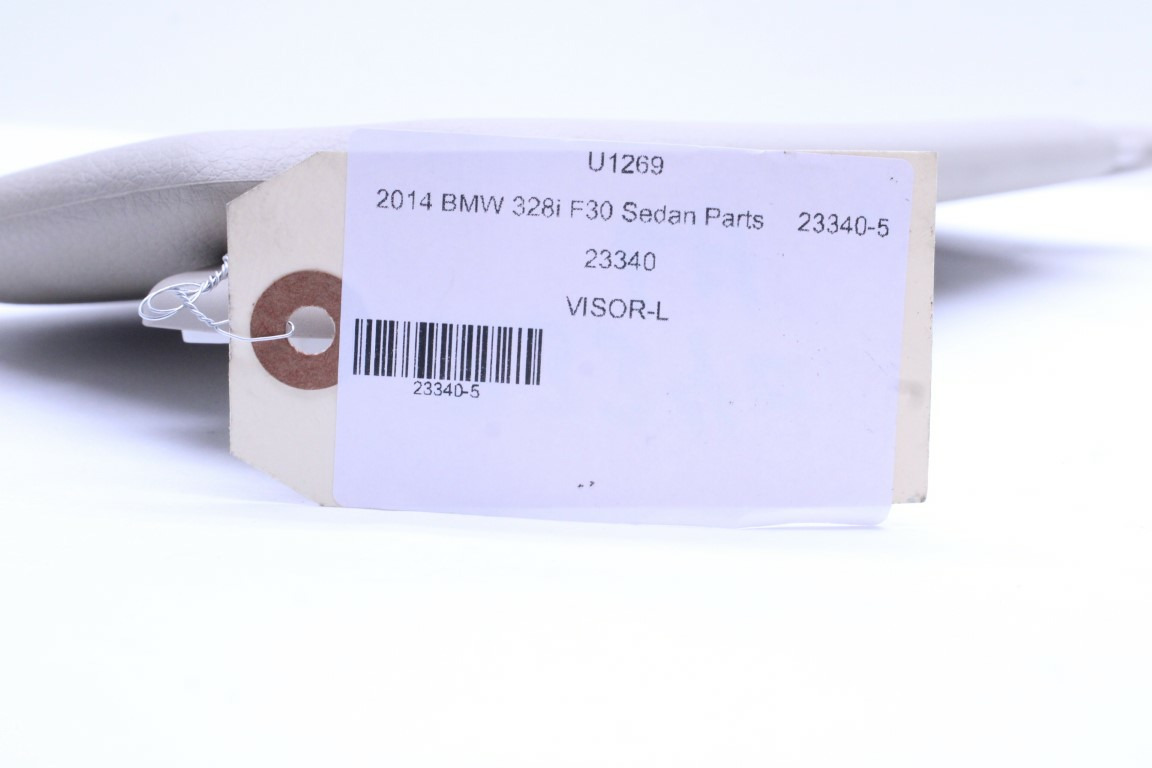 U1269
2014 BMW 328i F30 Sedan Parts 23340-5
23340
VISOR-L
23340-5